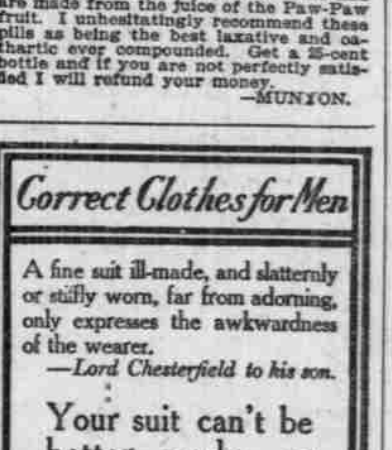 are made from the juice of the Paw-Paw
fruit. I unhesitatingly recommend these
pills as being the best laxative and ca-
thartic ever compounded. Get a 25-cent
bottle and if you are not perfectly satis-
fied I will refund your money.
—MUNYON.
Correct Clothes for Men
A fine suit ill-made, and slatternly
or stiffly worn, far from adorning,
only expresses the awkwardness
of the wearer.
—Lord Chesterfield to his son.
Your suit can't be